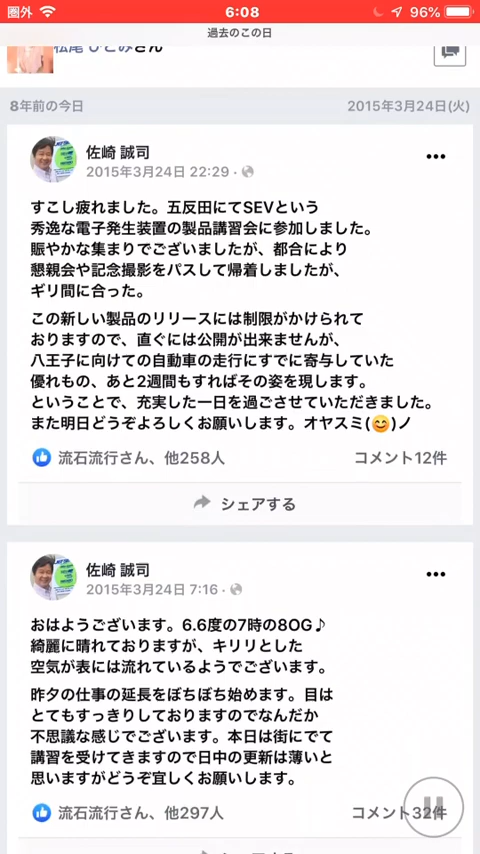 圏外
6:08
96%
過去のこの日
松尾 ひとみさん
8年前の今日
2015年3月24日(火)
佐崎 誠司
2015年3月24日 22:29
すこし疲れました。五反田にてSEVという
秀逸な電子発生装置の製品講習会に参加しました。
賑やかな集まりでございましたが、都合により
懇親会や記念撮影をパスして帰着しましたが、
ギリ間に合った。
この新しい製品のリリースには制限がかけられて
おりますので、直ぐには公開が出来ませんが、
八王子に向けての自動車の走行にすでに寄与していた
優れもの、あと2週間もすればその姿を現します。
ということで、充実した一日を過ごさせていただきました。
また明日どうぞよろしくお願いします。オヤスミ(😊)ノ
流石流行さん、他258人
コメント12件
シェアする
佐崎 誠司
2015年3月24日 7:16
おはようございます。6.6度の7時の8OG♪
綺麗に晴れておりますが、キリリとした
空気が表には流れているようでございます。
昨夕の仕事の延長をぼちぼち始めます。目は
とてもすっきりしておりますのでなんだか
不思議な感じでございます。本日は街にでて
講習を受けてきますので日中の更新は薄いと
思いますがどうぞ宜しくお願いします。
流石流行さん、他297人
コメント32件